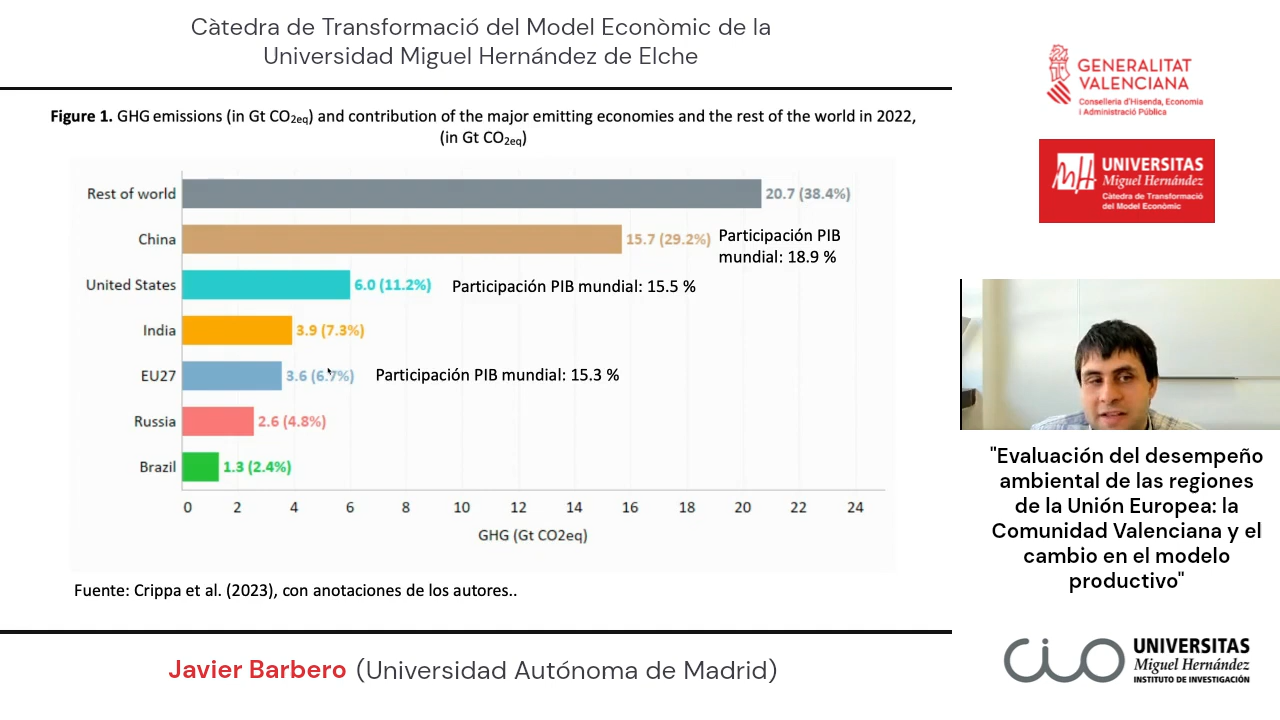 Càtedra de Transformació del Model Econòmic de la
Universidad Miguel Hernández de Elche
Figure 1. GHG emissions (in Gt CO2eq) and contribution of the major emitting economies and the rest of the world in 2022,
(in Gt CO2eq)
Rest of world 20.7 (38.4%)
China 15.7 (29.2%) Participación PIB
mundial: 18.9 %
United States 6.0 (11.2%) Participación PIB mundial: 15.5 %
India 3.9 (7.3%)
EU27 3.6 (6.7%) Participación PIB mundial: 15.3 %
Russia 2.6 (4.8%)
Brazil 1.3 (2.4%)
0 2 4 6 8 10 12 14 16 18 20 22 24
GHG (Gt CO2eq)
Fuente: Crippa et al. (2023), con anotaciones de los autores..
Javier Barbero (Universidad Autónoma de Madrid)
GENERALITAT
VALENCIANA
Conselleria d'Hisenda, Economia
i Administració Pública
UNIVERSITAS
Miguel Hernández
Càtedra de Transformació
del Model Econòmic
"Evaluación del desempeño
ambiental de las regiones
de la Unión Europea: la
Comunidad Valenciana y el
cambio en el modelo
productivo"
CIO
UNIVERSITAS
Miguel Hernández
INSTITUTO DE INVESTIGACIÓN